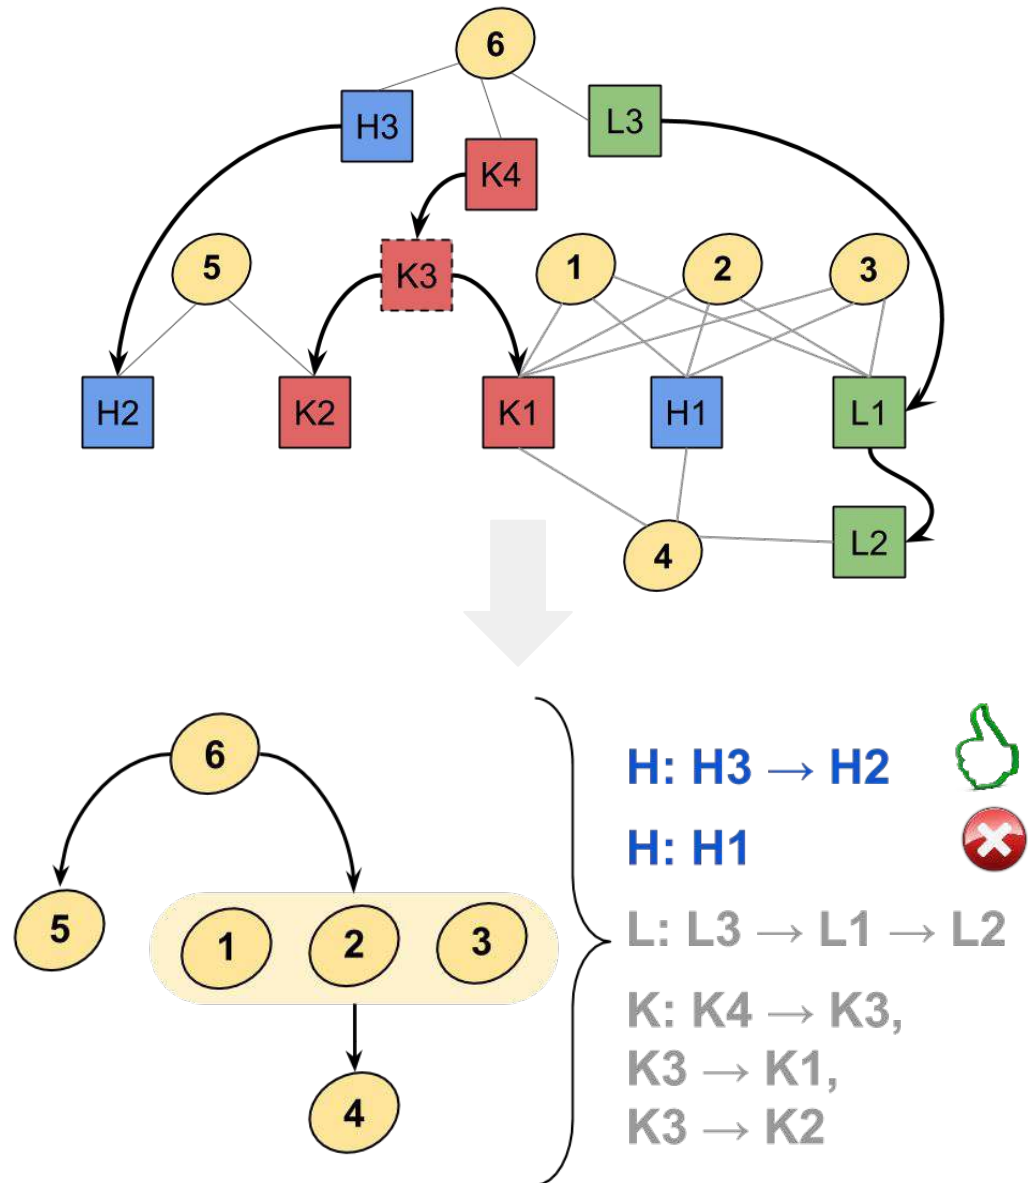 6
H3
L3
K4
5
K3
1
2
3
H2
K2
K1
H1
L1
4
L2
6
5
1
2
3
4
H: H3 → H2
H: H1
L: L3 → L1 → L2
K: K4 → K3,
K3 → K1,
K3 → K2